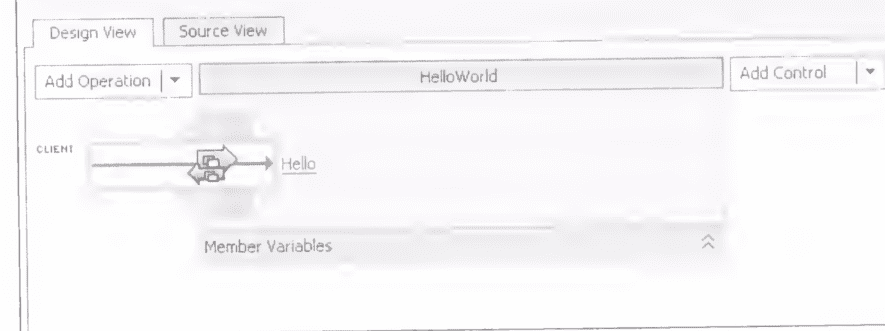 Design View Source View
Add Operation HelloWorld Add Control
CLIENT
Hello
Member Variables